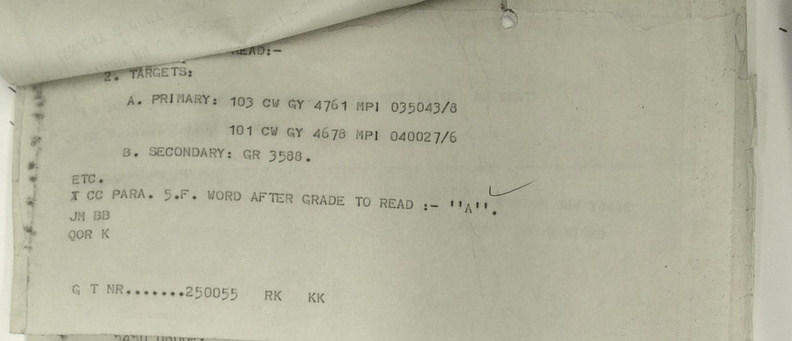 READ:-
2. TARGETS:
A. PRIMARY: 103 CW GY 4761 MPI 035043/8
101 CW GY 4678 MPI 040027/6
B. SECONDARY: GR 3588.
ETC.
X CC PARA. 5.F. WORD AFTER GRADE TO READ :- ''A''.
JM BB
QOR K
G T NR.......250055 RK KK